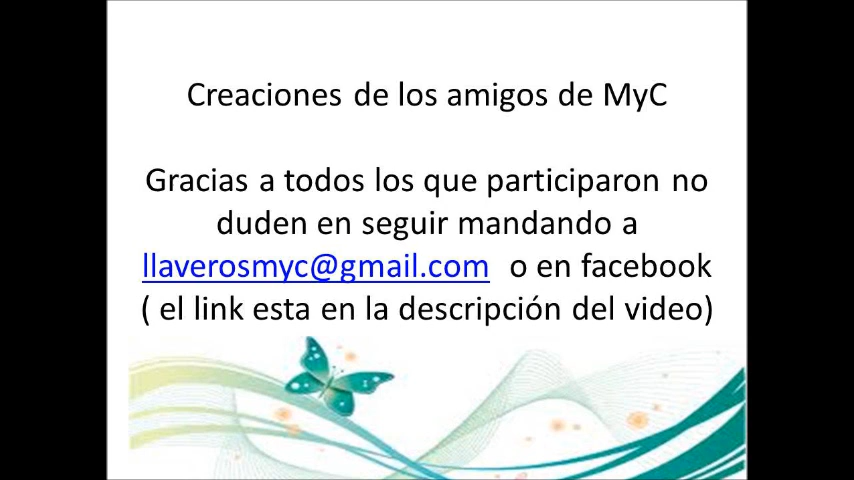 Creaciones de los amigos de MyC
Gracias a todos los que participaron no
duden en seguir mandando a
llaverosmyc@gmail.com o en facebook
( el link esta en la descripción del video)